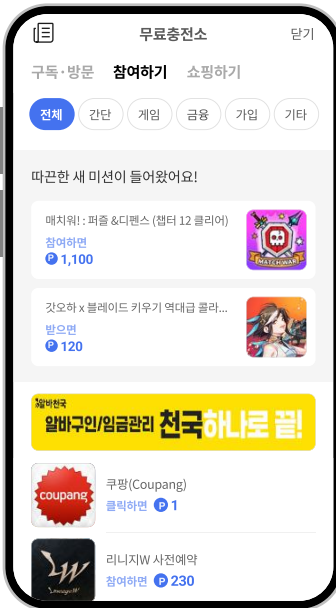 무료충전소
닫기
구독·방문 참여하기 쇼핑하기
전체 간단 게임 금융 가입 기타
따끈한 새 미션이 들어왔어요!
매치워! : 퍼즐 &디펜스 (챕터 12 클리어)
참여하면
P 1,100
MATCH WAR
갓오하 x 블레이드 키우기 역대급 콜라...
받으면
P 120
알바천국
알바구인/임금관리 천국하나로 끝!
coupang
쿠팡(Coupang)
클릭하면 P 1
LineageW
리니지W 사전예약
참여하면 P 230